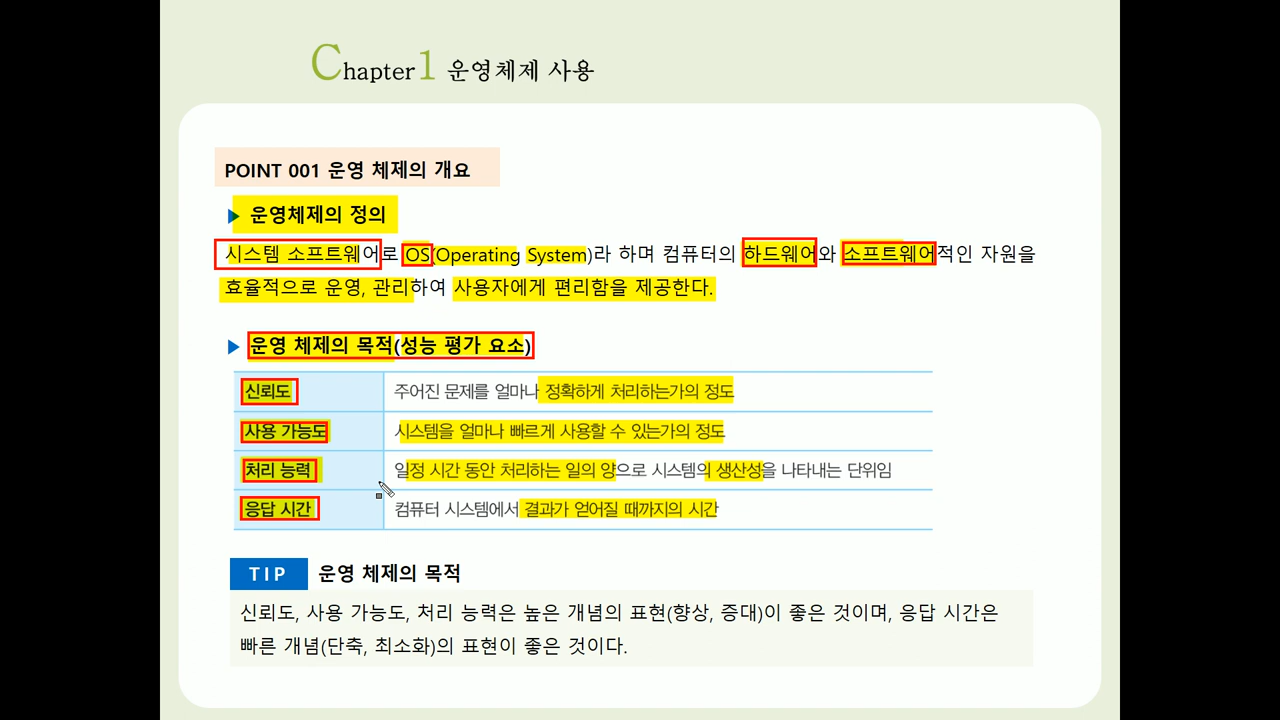 Chapter1 운영체제 사용
POINT 001 운영 체제의 개요
▶ 운영체제의 정의
시스템 소프트웨어로 OS(Operating System)라 하며 컴퓨터의 하드웨어와 소프트웨어적인 자원을
효율적으로 운영, 관리하여 사용자에게 편리함을 제공한다.
▶ 운영 체제의 목적(성능 평가 요소)
신뢰도 주어진 문제를 얼마나 정확하게 처리하는가의 정도
사용 가능도 시스템을 얼마나 빠르게 사용할 수 있는가의 정도
처리 능력 일정 시간 동안 처리하는 일의 양으로 시스템의 생산성을 나타내는 단위임
응답 시간 컴퓨터 시스템에서 결과가 얻어질 때까지의 시간
TIP 운영 체제의 목적
신뢰도, 사용 가능도, 처리 능력은 높은 개념의 표현(향상, 증대)이 좋은 것이며, 응답 시간은
빠른 개념(단축, 최소화)의 표현이 좋은 것이다.